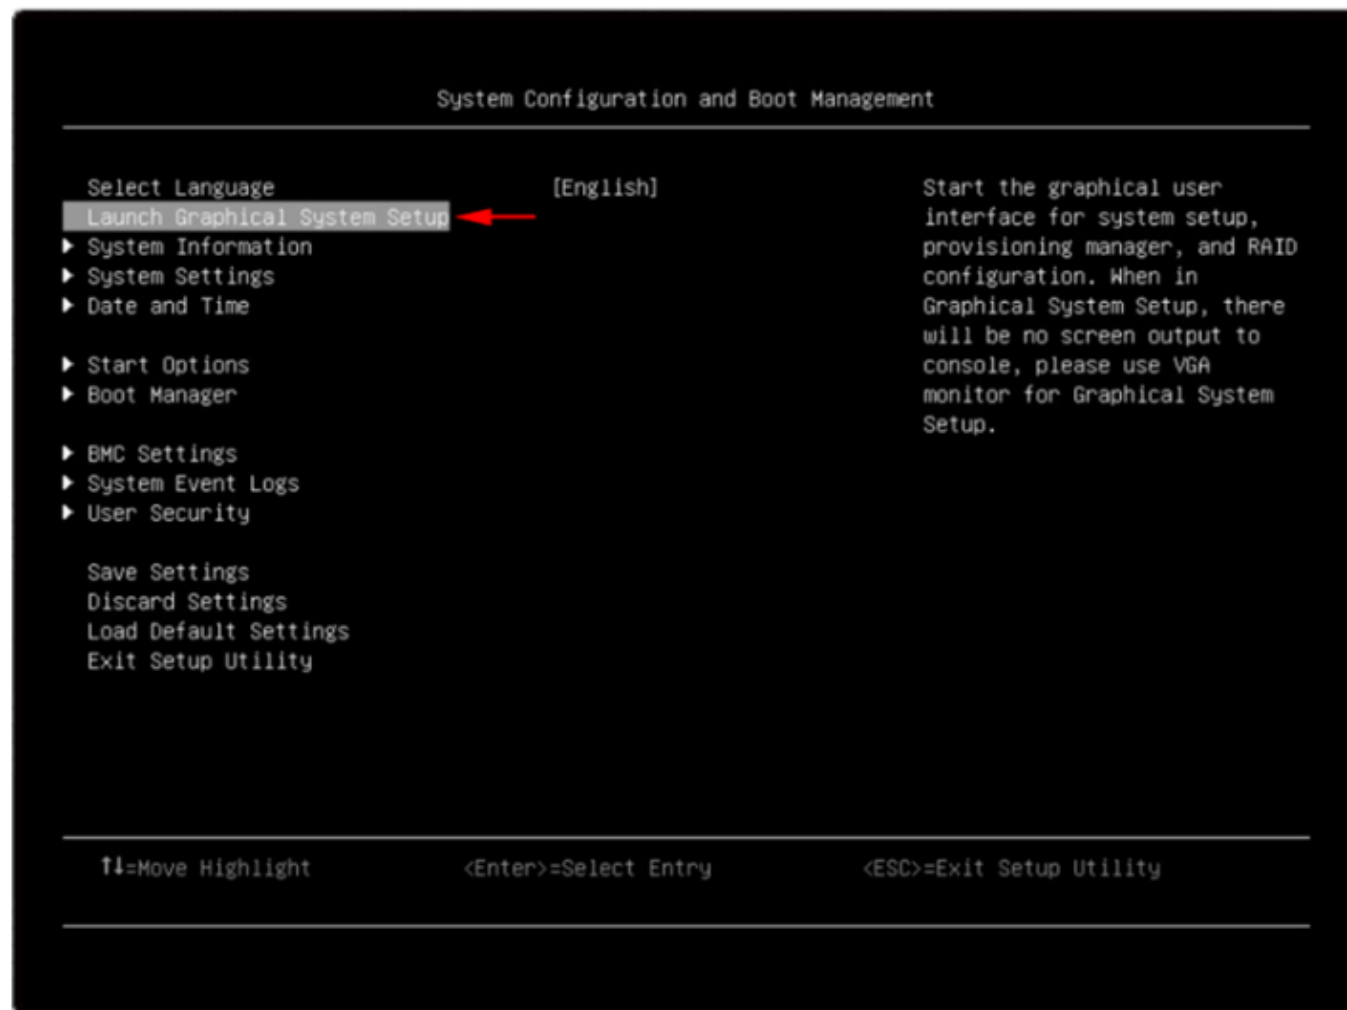 System Configuration and Boot Management
Select Language [English]
Launch Graphical System Setup
System Information
System Settings
Date and Time
Start Options
Boot Manager
BMC Settings
System Event Logs
User Security
Save Settings
Discard Settings
Load Default Settings
Exit Setup Utility
Start the graphical user
interface for system setup,
provisioning manager, and RAID
configuration. When in
Graphical System Setup, there
will be no screen output to
console, please use VGA
monitor for Graphical System
Setup.
↑↓=Move Highlight <Enter>=Select Entry <ESC>=Exit Setup Utility